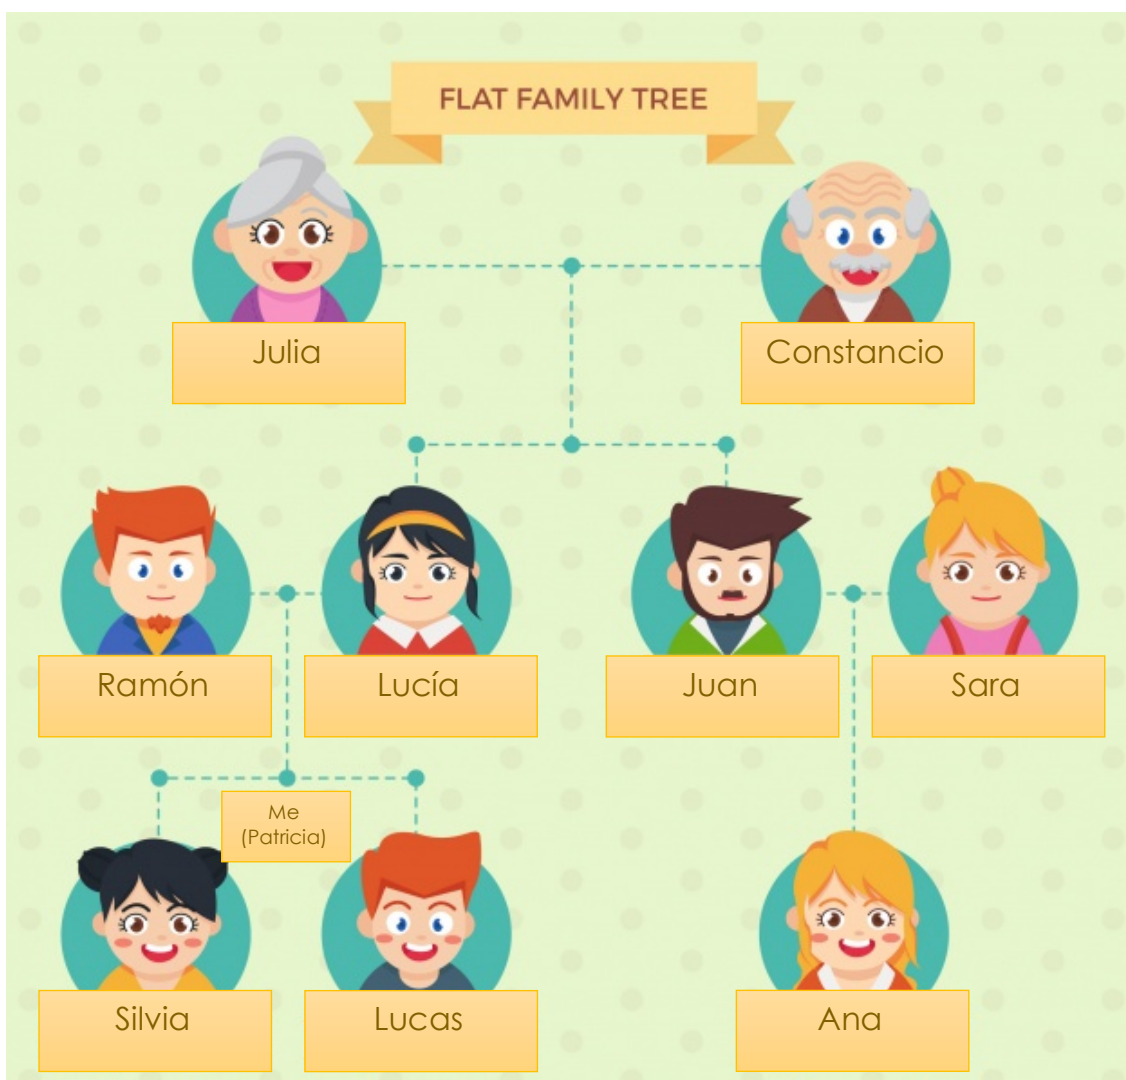 FLAT FAMILY TREE
Julia
Constancio
Ramón
Lucía
Juan
Sara
Me
(Patricia)
Silvia
Lucas
Ana